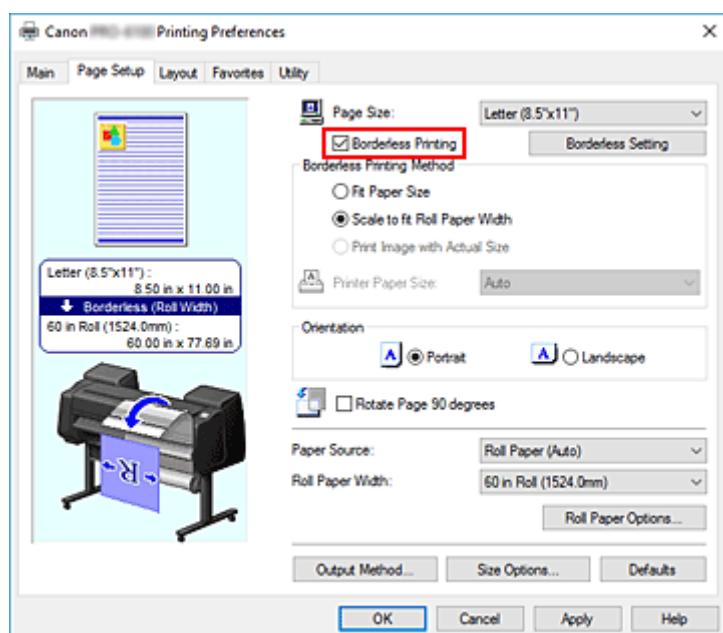 Canon Printing Preferences
Main Page Setup Layout Favorites Utility
Page Size: Letter (8.5"x11")
Borderless Printing Borderless Setting
Borderless Printing Method
Fit Paper Size
Scale to fit Roll Paper Width
Print Image with Actual Size
Printer Paper Size: Auto
Letter (8.5"x11") :
8.50 in x 11.00 in
Borderless (Roll Width)
60 in Roll (1524.0mm) :
60.00 in x 77.69 in
Orientation
A Portrait A Landscape
Rotate Page 90 degrees
R
Paper Source: Roll Paper (Auto)
Roll Paper Width: 60 in Roll (1524.0mm)
Roll Paper Options...
Output Method... Size Options... Defaults
OK Cancel Apply Help